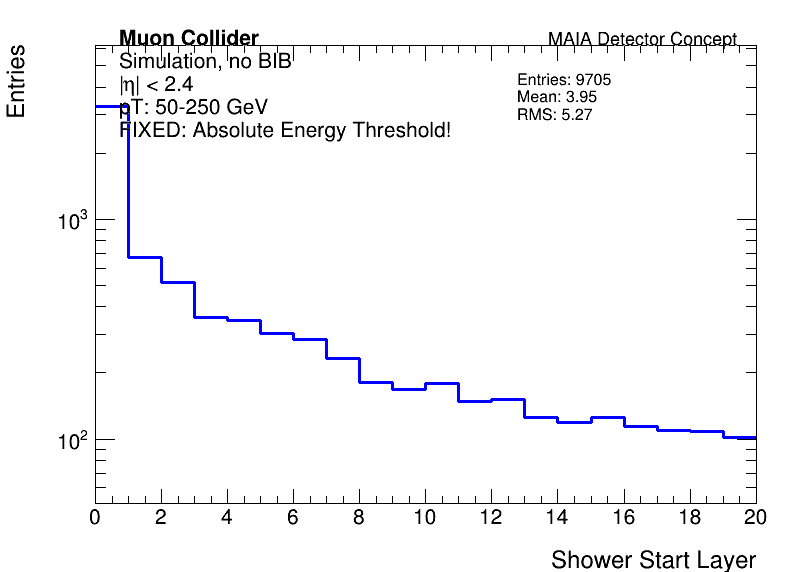 Muon Collider
MAIA Detector Concept
Simulation, no BIB
|η| < 2.4
pT: 50-250 GeV
FIXED: Absolute Energy Threshold!
Entries: 9705
Mean: 3.95
RMS: 5.27
Entries
10³
10²
0 2 4 6 8 10 12 14 16 18 20
Shower Start Layer